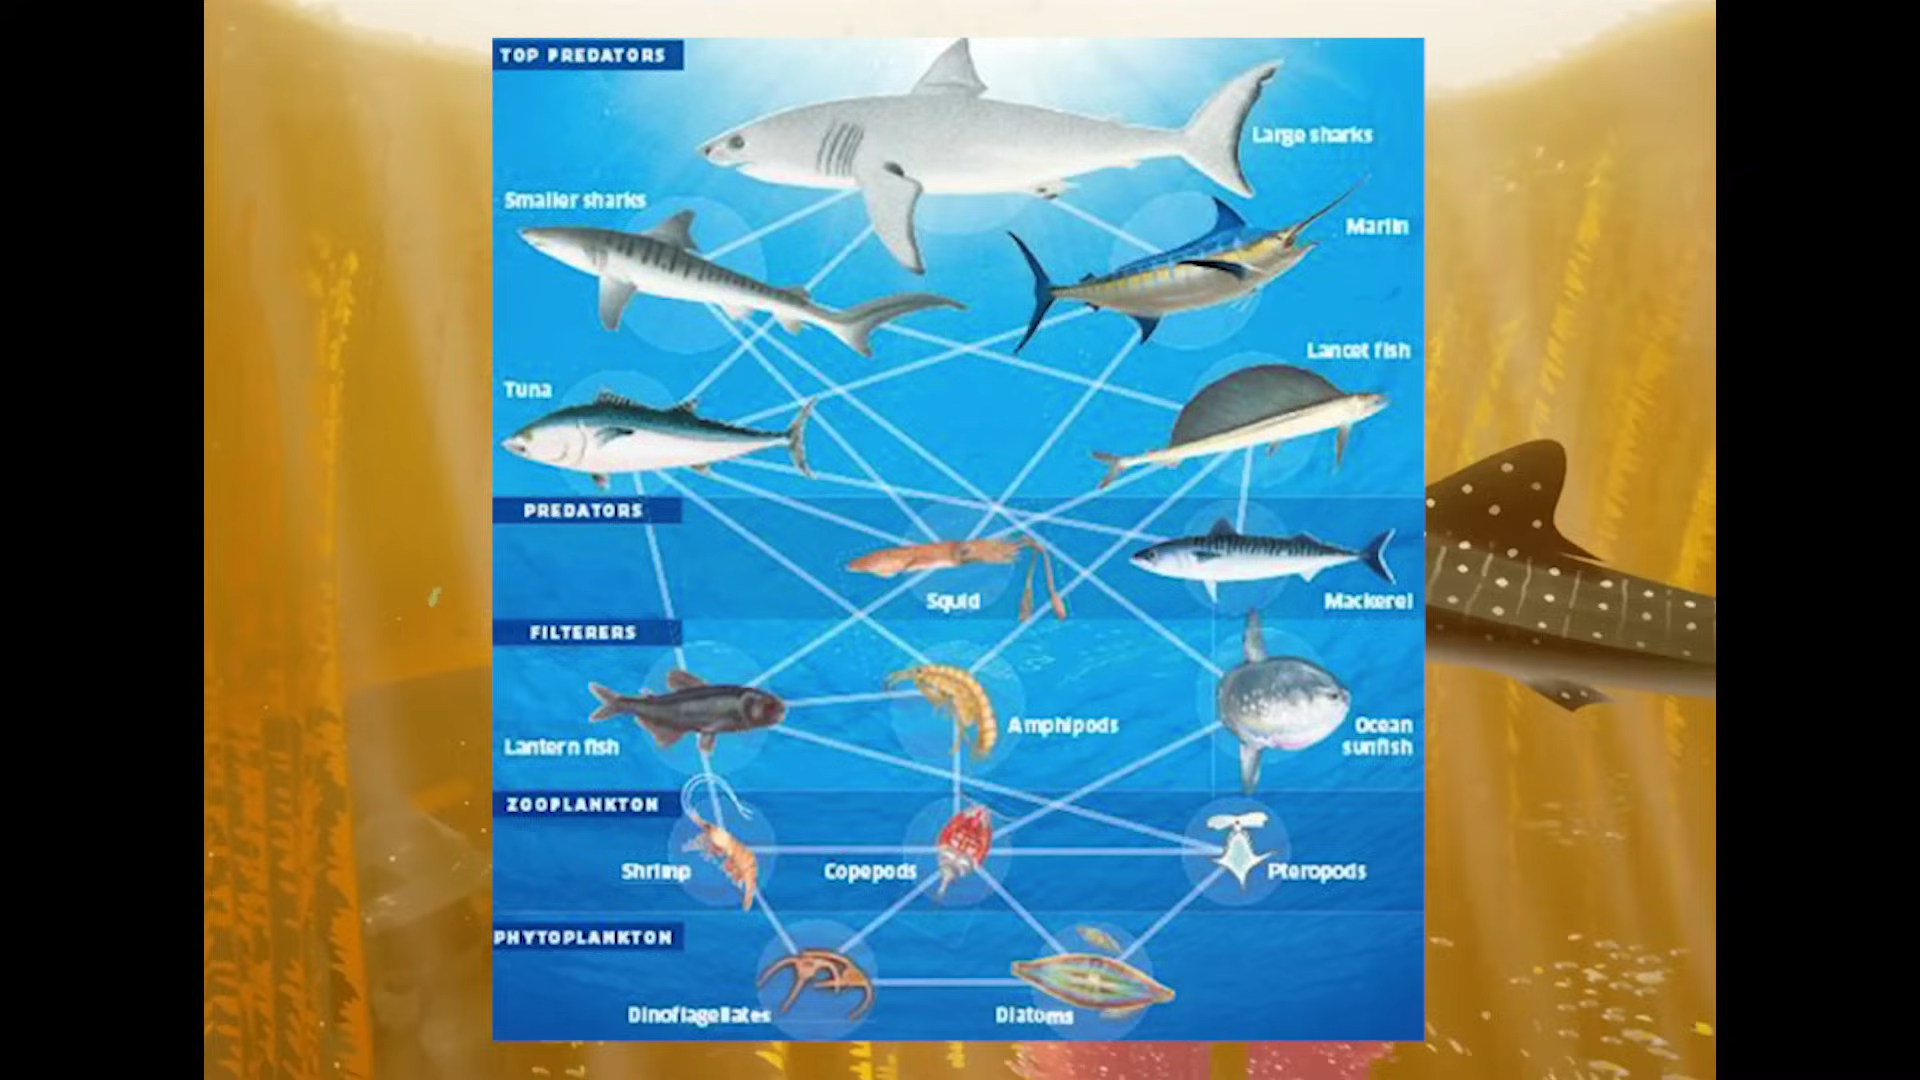 TOP PREDATORS
Large sharks
Smaller sharks
Marlin
Lancet fish
Tuna
PREDATORS
Squid
Mackerel
FILTERERS
Lantern fish
Amphipods
Ocean
sunfish
ZOOPLANKTON
Shrimp
Copepods
Pteropods
PHYTOPLANKTON
Dinoflagellates
Diatoms